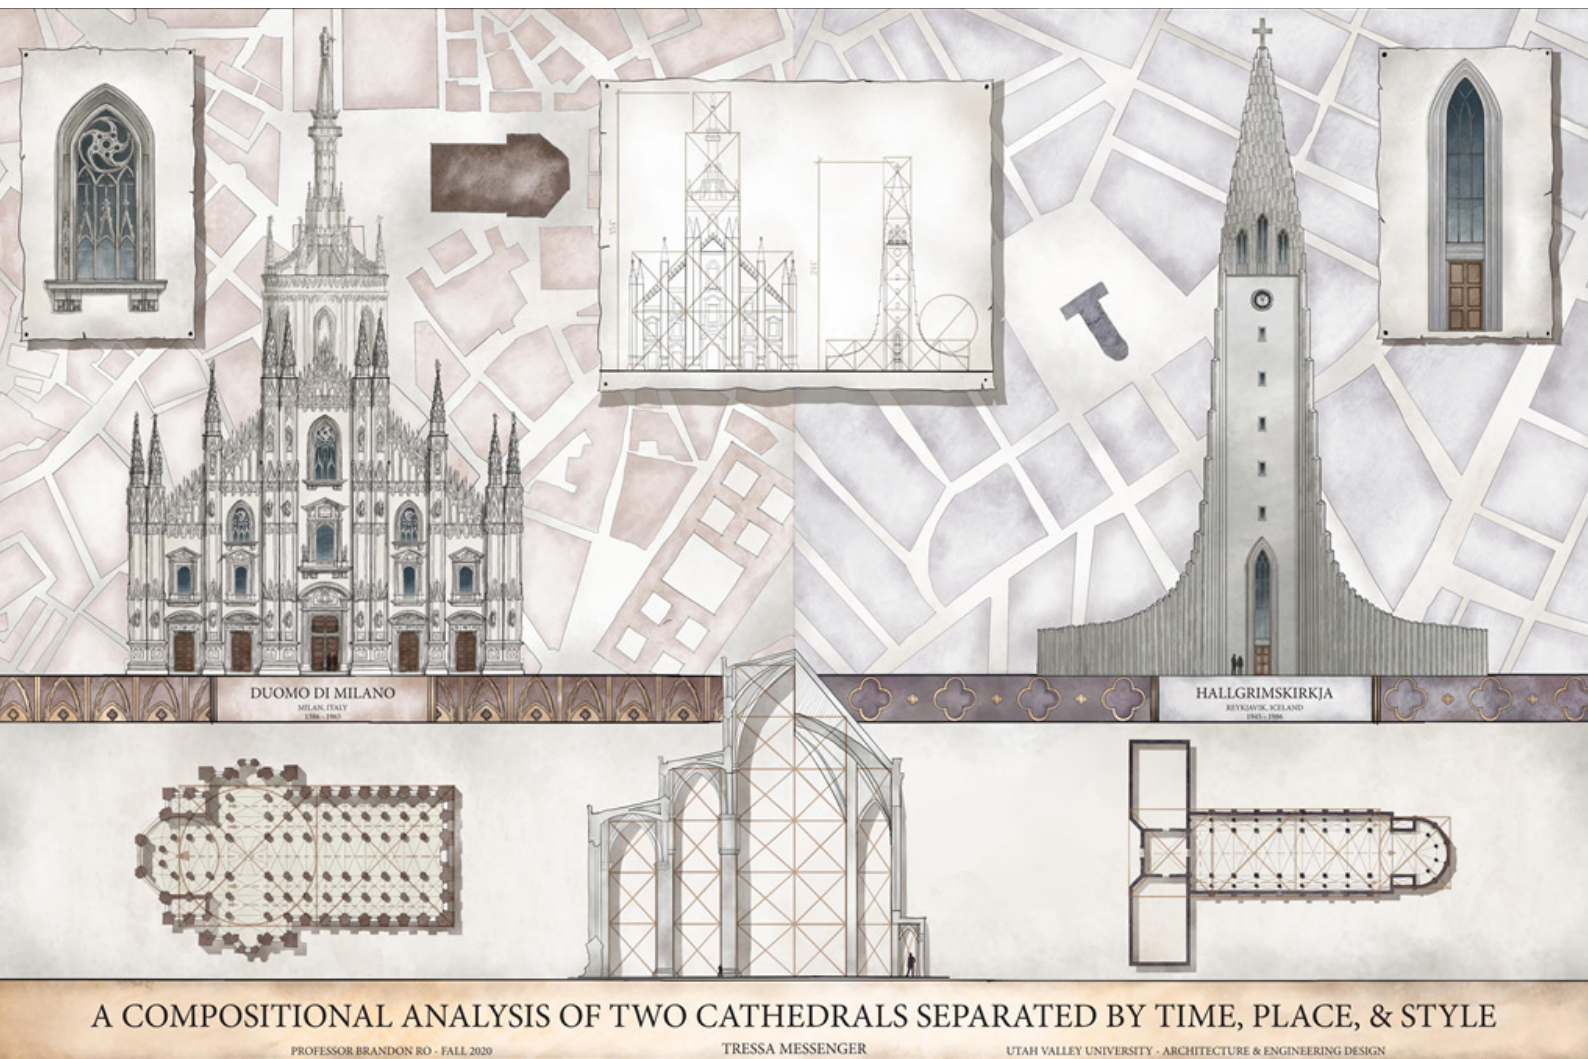 DUOMO DI MILANO
MILAN, ITALY
1386 - 1965
HALLGRIMSKIRKJA
REYKJAVIK, ICELAND
1945 - 1986
A COMPOSITIONAL ANALYSIS OF TWO CATHEDRALS SEPARATED BY TIME, PLACE, & STYLE
PROFESSOR BRANDON RO - FALL 2020
TRESSA MESSENGER
UTAH VALLEY UNIVERSITY - ARCHITECTURE & ENGINEERING DESIGN